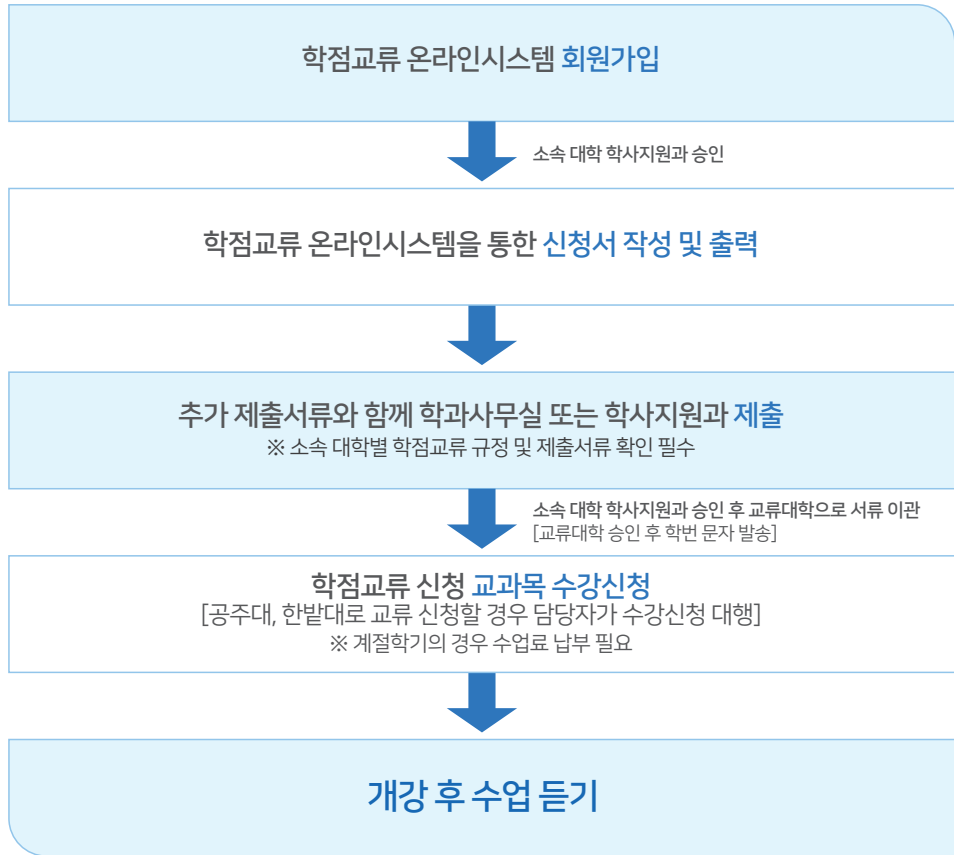 학점교류 온라인시스템 회원가입
소속 대학 학사지원과 승인
학점교류 온라인시스템을 통한 신청서 작성 및 출력
추가 제출서류와 함께 학과사무실 또는 학사지원과 제출
※ 소속 대학별 학점교류 규정 및 제출서류 확인 필수
소속 대학 학사지원과 승인 후 교류대학으로 서류 이관
[교류대학 승인 후 학번 문자 발송]
학점교류 신청 교과목 수강신청
[공주대, 한밭대로 교류 신청할 경우 담당자가 수강신청 대행]
※ 계절학기의 경우 수업료 납부 필요
개강 후 수업 듣기